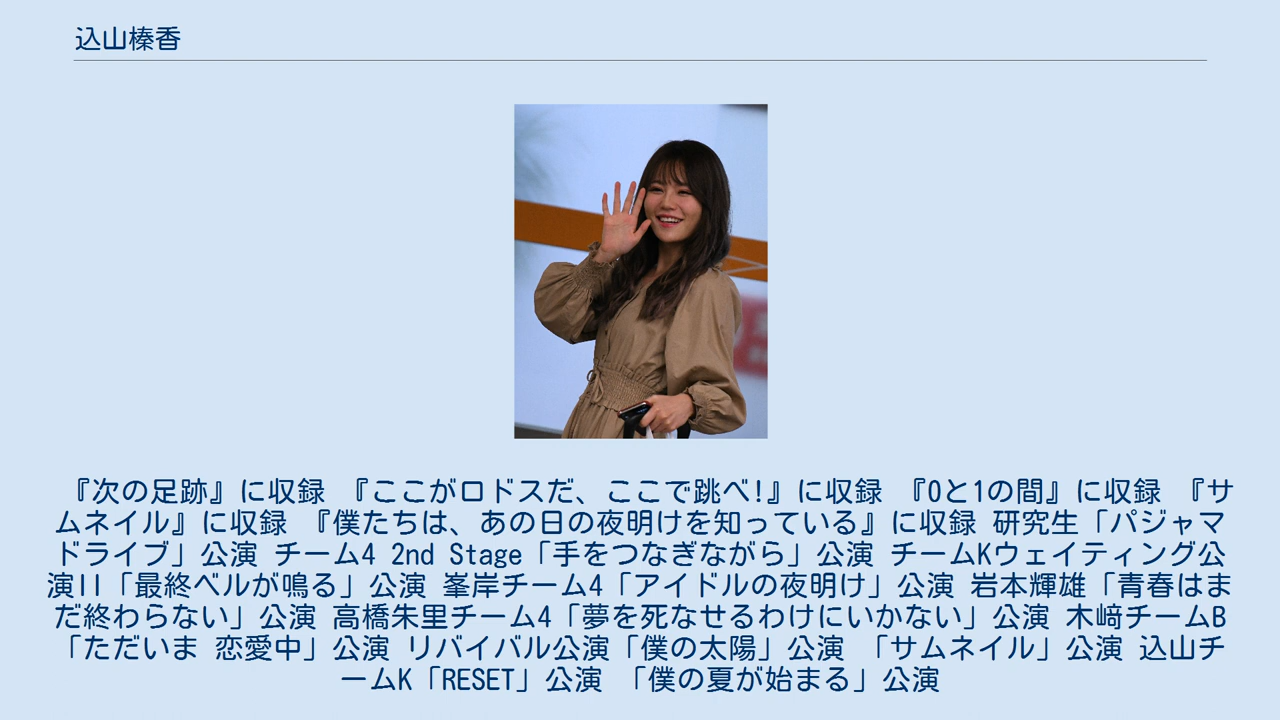 込山榛香
『次の足跡』に収録 『ここがロドスだ、ここで跳べ!』に収録 『0と1の間』に収録 『サ
ムネイル』に収録 『僕たちは、あの日の夜明けを知っている』に収録 研究生「パジャマ
ドライブ」公演 チーム4 2nd Stage「手をつなぎながら」公演 チームKウェイティング公
演II「最終ベルが鳴る」公演 峯岸チーム4「アイドルの夜明け」公演 岩本輝雄「青春はま
だ終わらない」公演 高橋朱里チーム4「夢を死なせるわけにいかない」公演 木﨑チームB
「ただいま 恋愛中」公演 リバイバル公演「僕の太陽」公演 「サムネイル」公演 込山チ
ームK「RESET」公演 「僕の夏が始まる」公演